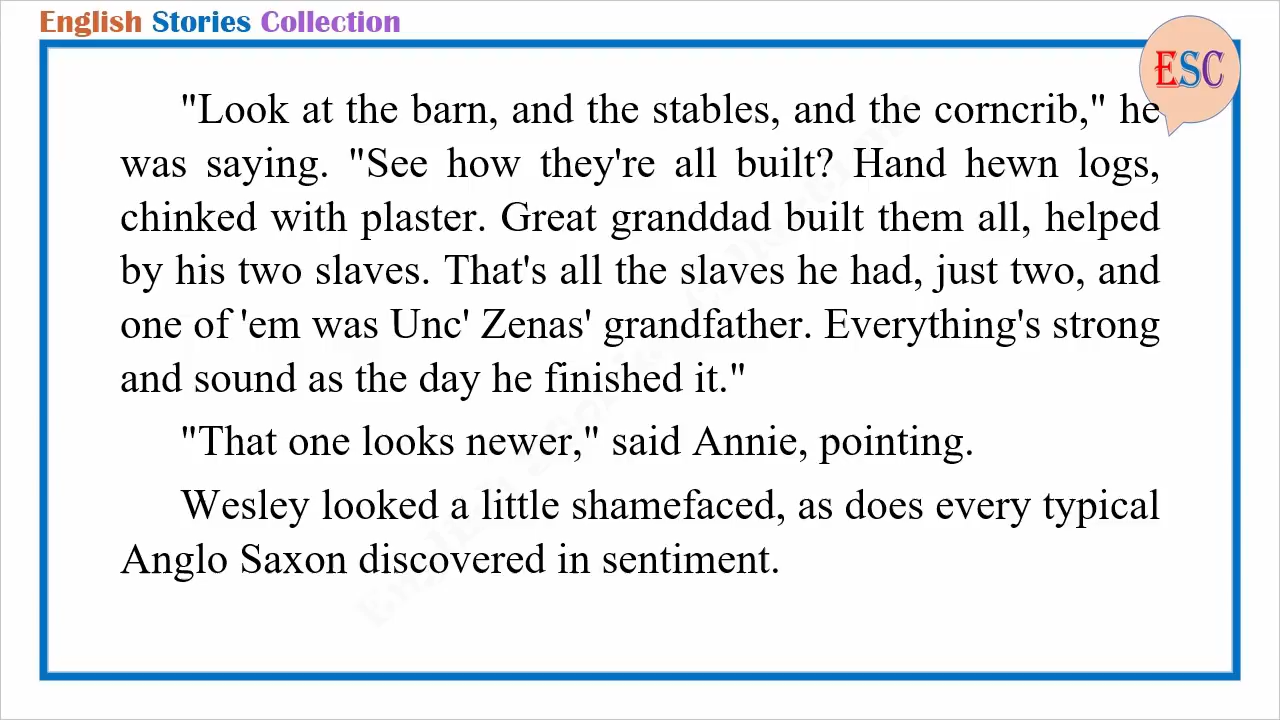 English Stories Collection
ESC
"Look at the barn, and the stables, and the corncrib," he
was saying. "See how they're all built? Hand hewn logs,
chinked with plaster. Great granddad built them all, helped
by his two slaves. That's all the slaves he had, just two, and
one of 'em was Unc' Zenas' grandfather. Everything's strong
and sound as the day he finished it."
"That one looks newer," said Annie, pointing.
Wesley looked a little shamefaced, as does every typical
Anglo Saxon discovered in sentiment.